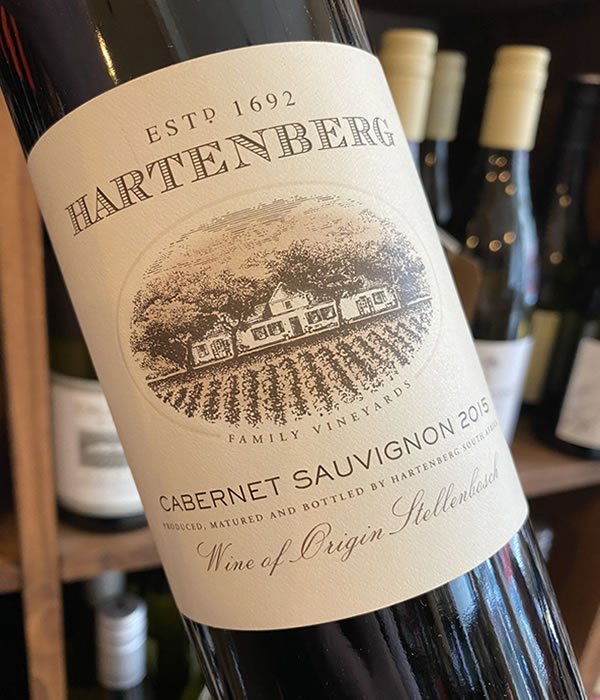 ESTD 1692
HARTENBERG
FAMILY VINEYARDS
CABERNET SAUVIGNON 2015
PRODUCED, MATURED AND BOTTLED BY HARTENBERG SOUTH AFRICA
Wine of Origin Stellenbosch